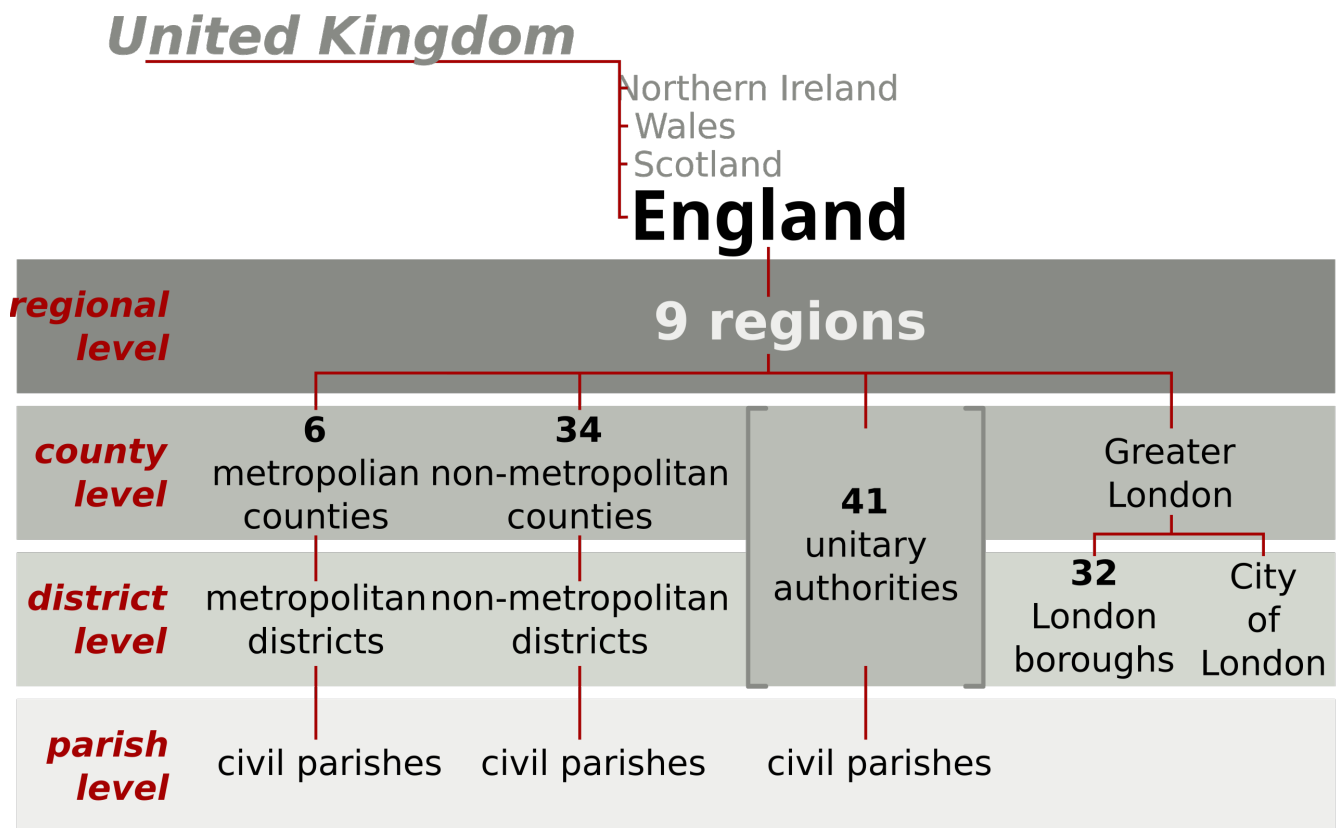 United Kingdom
Northern Ireland
Wales
Scotland
England
regional
level
9 regions
county
level
6
metropolian
counties
34
non-metropolitan
counties
41
unitary
authorities
Greater
London
district
level
metropolitan
districts
non-metropolitan
districts
32
London
boroughs
City
of
London
parish
level
civil parishes
civil parishes
civil parishes